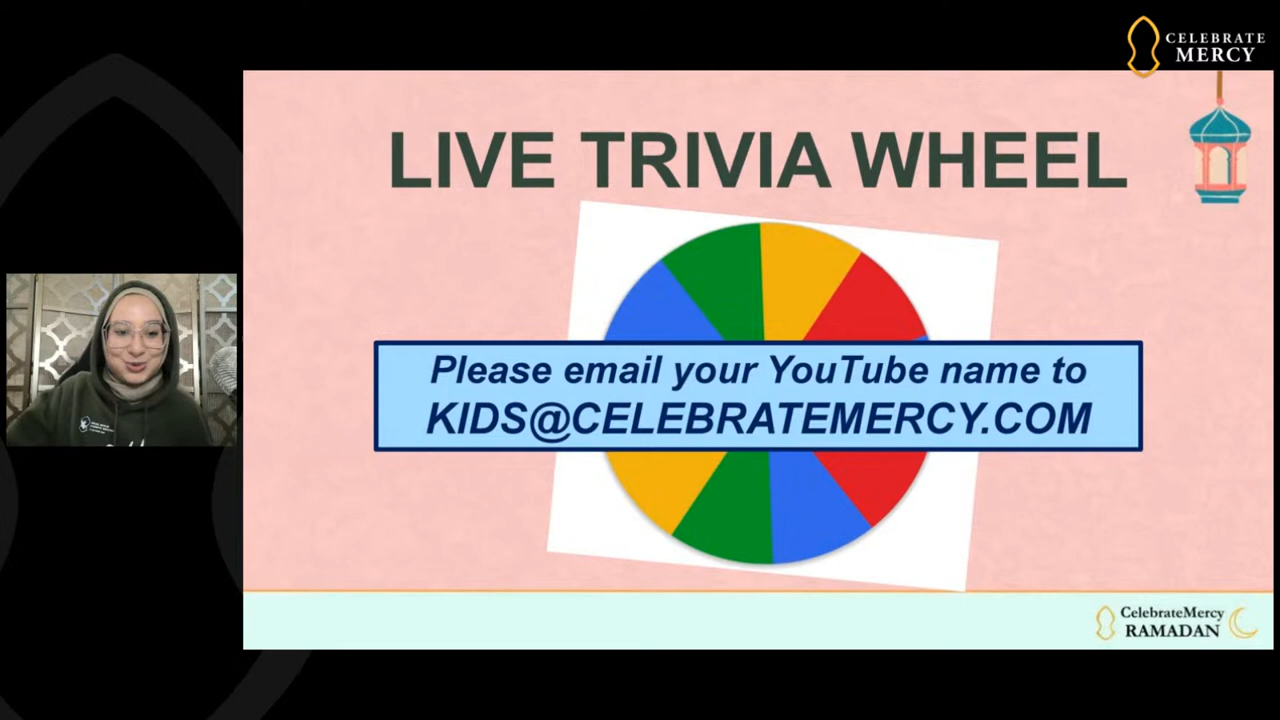 CELEBRATE
MERCY
LIVE TRIVIA WHEEL
Please email your YouTube name to
KIDS@CELEBRATEMERCY.COM
CelebrateMercy
RAMADAN